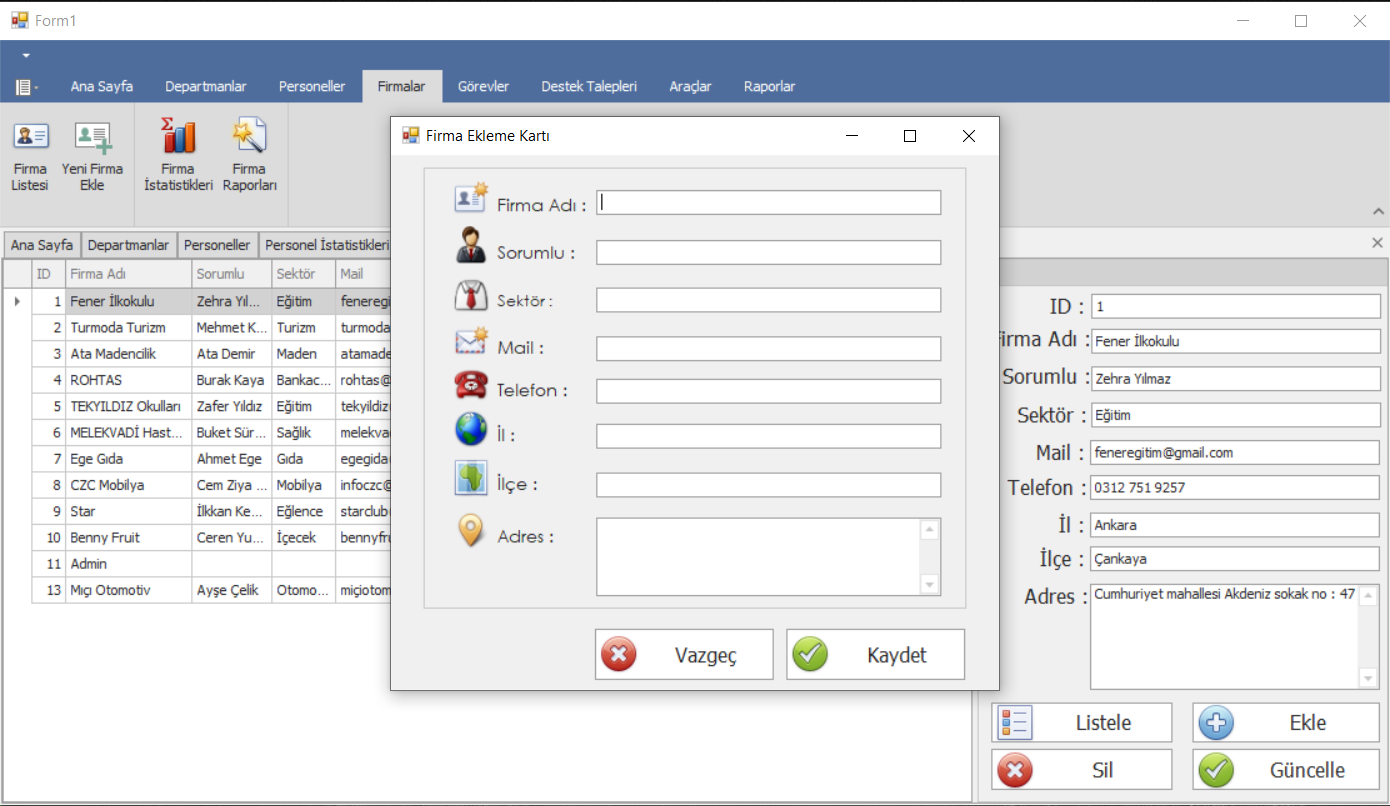 Form1
Ana Sayfa Departmanlar Personeller Firmalar Görevler Destek Talepleri Araçlar Raporlar
Firma Listesi
Yeni Firma Ekle
Firma İstatistikleri
Firma Raporları
Ana Sayfa Departmanlar Personeller Personel İstatistikleri
ID Firma Adı Sorumlu Sektör Mail
1 Fener İlkokulu Zehra Yıl... Eğitim feneregi
2 Turmoda Turizm Mehmet K... Turizm turmoda
3 Ata Madencilik Ata Demir Maden atamade
4 ROHTAS Burak Kaya Bankac... rohtas@
5 TEKYILDIZ Okulları Zafer Yıldız Eğitim tekyildiz
6 MELEKVADİ Hast... Buket Sür... Sağlık melekva
7 Ege Gıda Ahmet Ege Gıda egegida
8 CZC Mobilya Cem Ziya ... Mobilya infoczc@
9 Star İlkkan Ke... Eğlence starclub
10 Benny Fruit Ceren Yu... İçecek bennyfr
11 Admin
13 Mıçı Otomotiv Ayşe Çelik Otomo... miçiotom
Firma Ekleme Kartı
Firma Adı :
Sorumlu :
Sektör :
Mail :
Telefon :
İl :
İlçe :
Adres :
Vazgeç Kaydet
ID : 1
Firma Adı : Fener İlkokulu
Sorumlu : Zehra Yılmaz
Sektör : Eğitim
Mail : feneregitim@gmail.com
Telefon : 0312 751 9257
İl : Ankara
İlçe : Çankaya
Adres : Cumhuriyet mahallesi Akdeniz sokak no : 47
Listele Ekle
Sil Güncelle